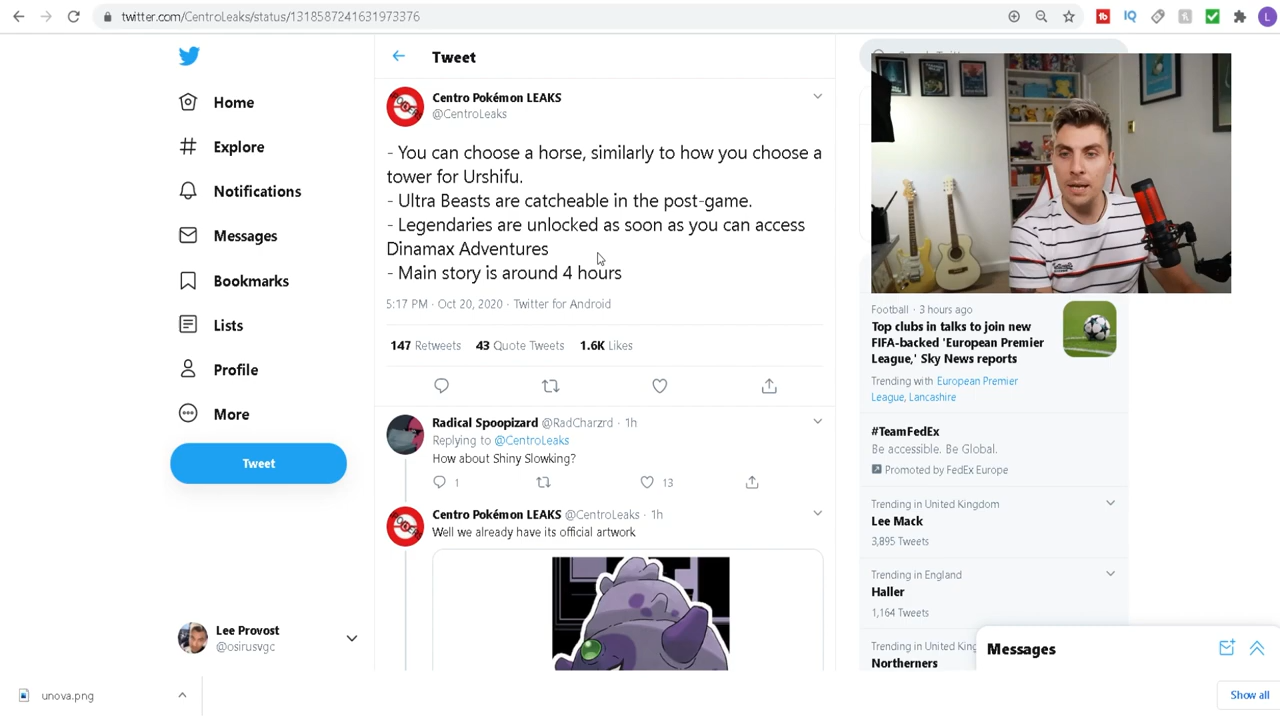 twitter.com/CentroLeaks/status/1318587241631973376
Home
Explore
Notifications
Messages
Bookmarks
Lists
Profile
More
Tweet
Lee Provost
@osirusvgc
Tweet
Centro Pokémon LEAKS
@CentroLeaks
- You can choose a horse, similarly to how you choose a
tower for Urshifu.
- Ultra Beasts are catcheable in the post-game.
- Legendaries are unlocked as soon as you can access
Dinamax Adventures
- Main story is around 4 hours
5:17 PM · Oct 20, 2020 · Twitter for Android
147 Retweets 43 Quote Tweets 1.6K Likes
Radical Spoopizard @RadCharzrd · 1h
Replying to @CentroLeaks
How about Shiny Slowking?
1 13
Centro Pokémon LEAKS @CentroLeaks · 1h
Well we already have its official artwork
Football · 3 hours ago
Top clubs in talks to join new
FIFA-backed 'European Premier
League,' Sky News reports
Trending with European Premier
League, Lancashire
#TeamFedEx
Be accessible. Be Global.
Promoted by FedEx Europe
Trending in United Kingdom
Lee Mack
3,895 Tweets
Trending in England
Haller
1,164 Tweets
Trending in United King
Northerners
Messages
unova.png
Show all